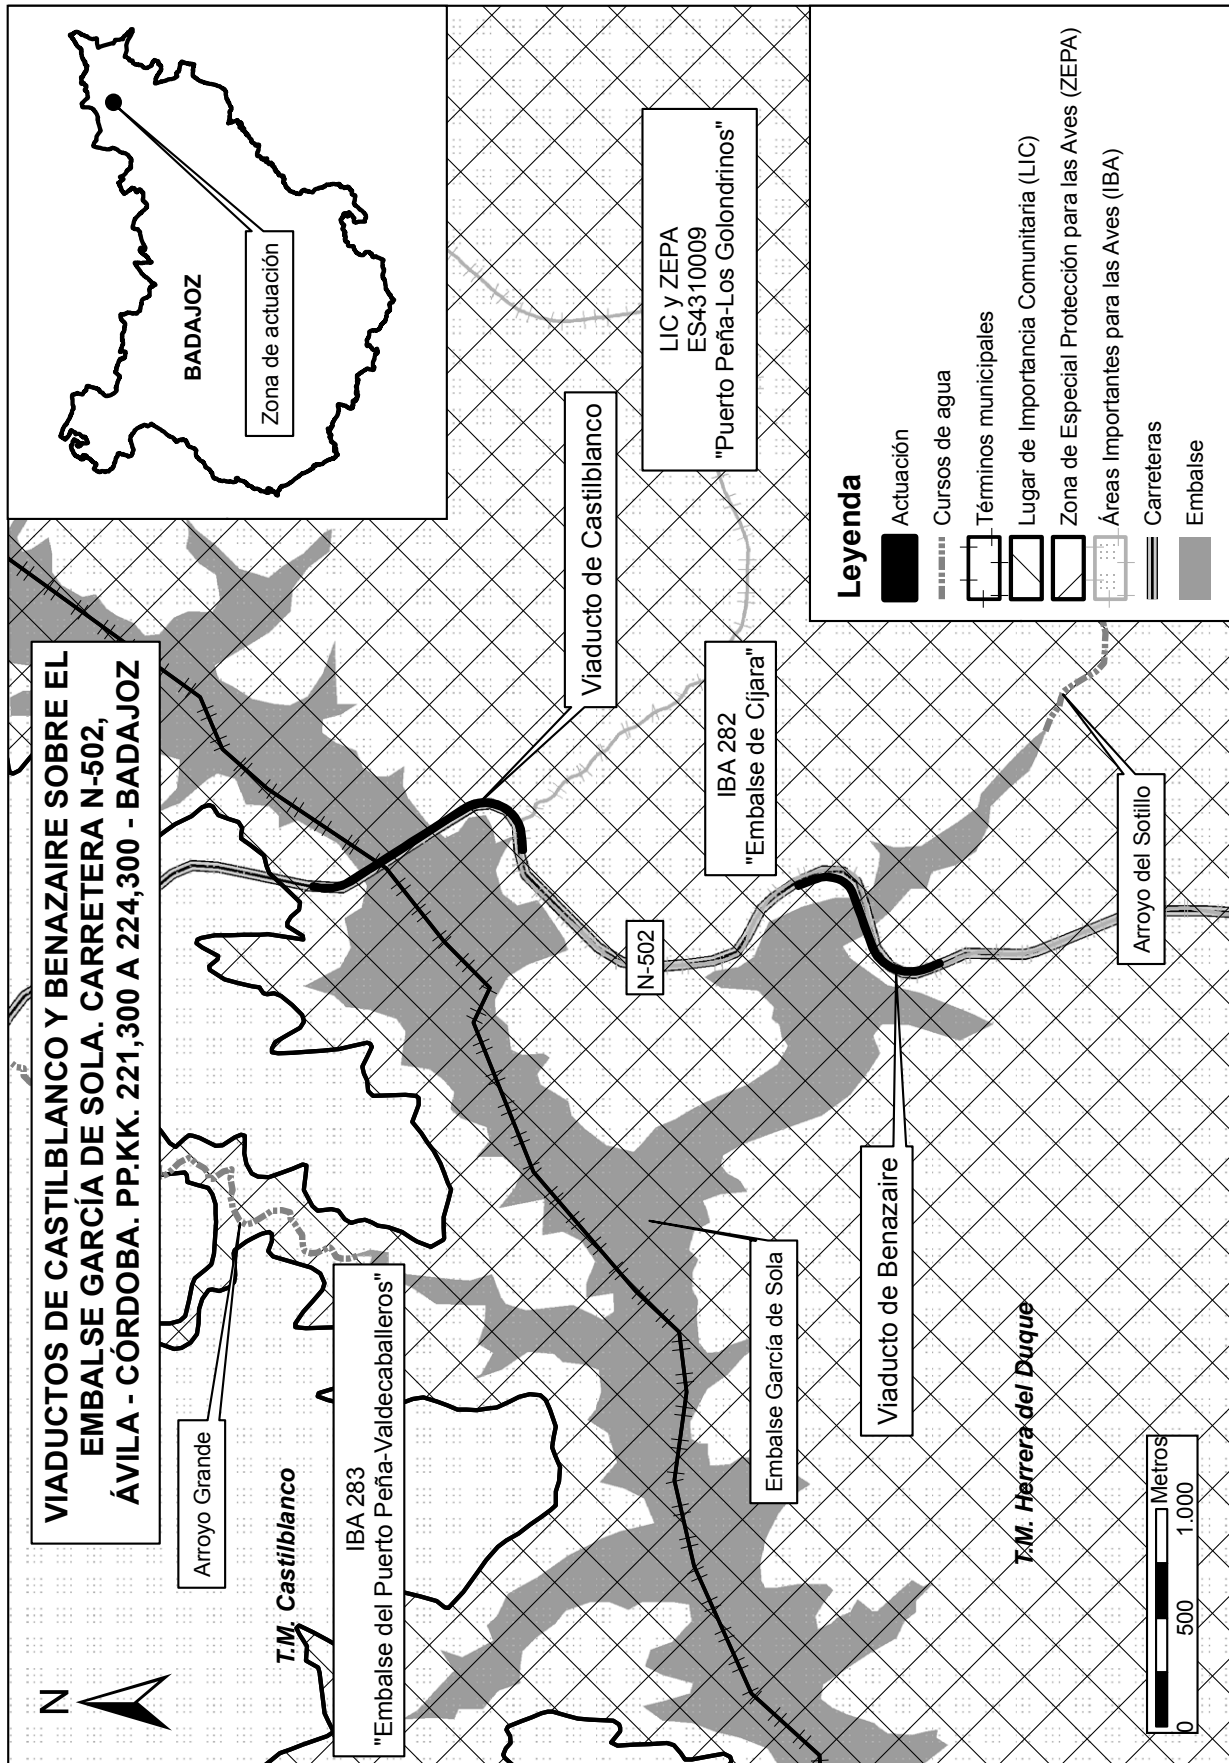 VIADUCTOS DE CASTILBLANCO Y BENAZAIRE SOBRE EL
EMBALSE GARCÍA DE SOLA. CARRETERA N-502,
ÁVILA - CÓRDOBA. PP.KK. 221,300 A 224,300 - BADAJOZ
N
BADAJOZ
Zona de actuación
Arroyo Grande
T.M. Castilblanco
IBA 283
"Embalse del Puerto Peña-Valdecaballeros"
Viaducto de Castilblanco
LIC y ZEPA
ES4310009
"Puerto Peña-Los Golondrinos"
IBA 282
"Embalse de Cíjara"
N-502
Embalse García de Sola
Viaducto de Benazaire
Arroyo del Sotillo
T.M. Herrera del Duque
Leyenda
Actuación
Cursos de agua
Términos municipales
Lugar de Importancia Comunitaria (LIC)
Zona de Especial Protección para las Aves (ZEPA)
Áreas Importantes para las Aves (IBA)
Carreteras
Embalse
Metros
0 500 1.000